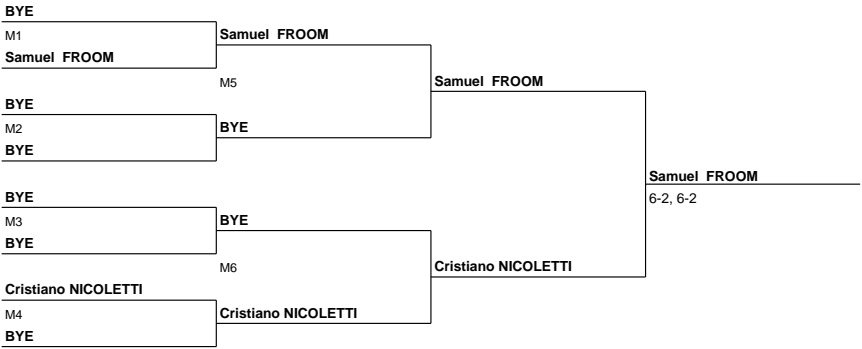 BYE
M1
Samuel FROOM
Samuel FROOM
M5
Samuel FROOM
BYE
M2
BYE
BYE
Samuel FROOM
6-2, 6-2
BYE
M3
BYE
BYE
M6
Cristiano NICOLETTI
Cristiano NICOLETTI
M4
Cristiano NICOLETTI
BYE